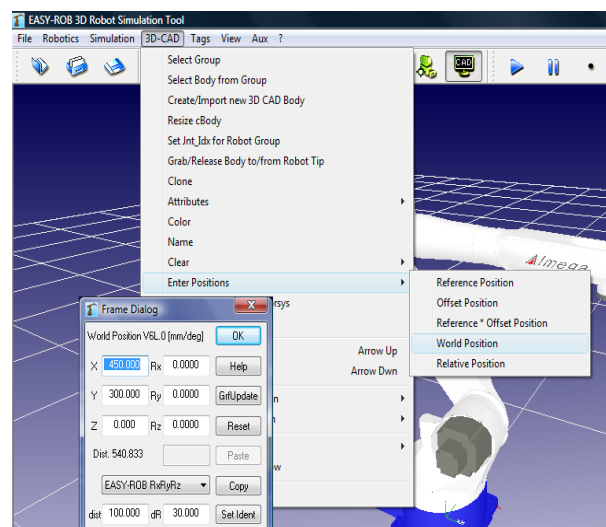 EASY-ROB 3D Robot Simulation Tool
File Robotics Simulation 3D-CAD Tags View Aux ?
CAD
Select Group
Select Body from Group
Create/Import new 3D CAD Body
Resize cBody
Set Jnt_Idx for Robot Group
Grab/Release Body to/from Robot Tip
Clone
Attributes
Color
Name
Clear
Enter Positions
Arrow Up
Arrow Dwn
Reference Position
Offset Position
Reference * Offset Position
World Position
Relative Position
Almega
Frame Dialog
World Position V6L.0 [mm/deg] OK
X 450.000 Rx 0.0000 Help
Y 300.000 Ry 0.0000 GrfUpdate
Z 0.000 Rz 0.0000 Reset
Dist. 540.833 Paste
EASY-ROB RxRyRz Copy
dist 100.000 dR 30.000 Set Ident